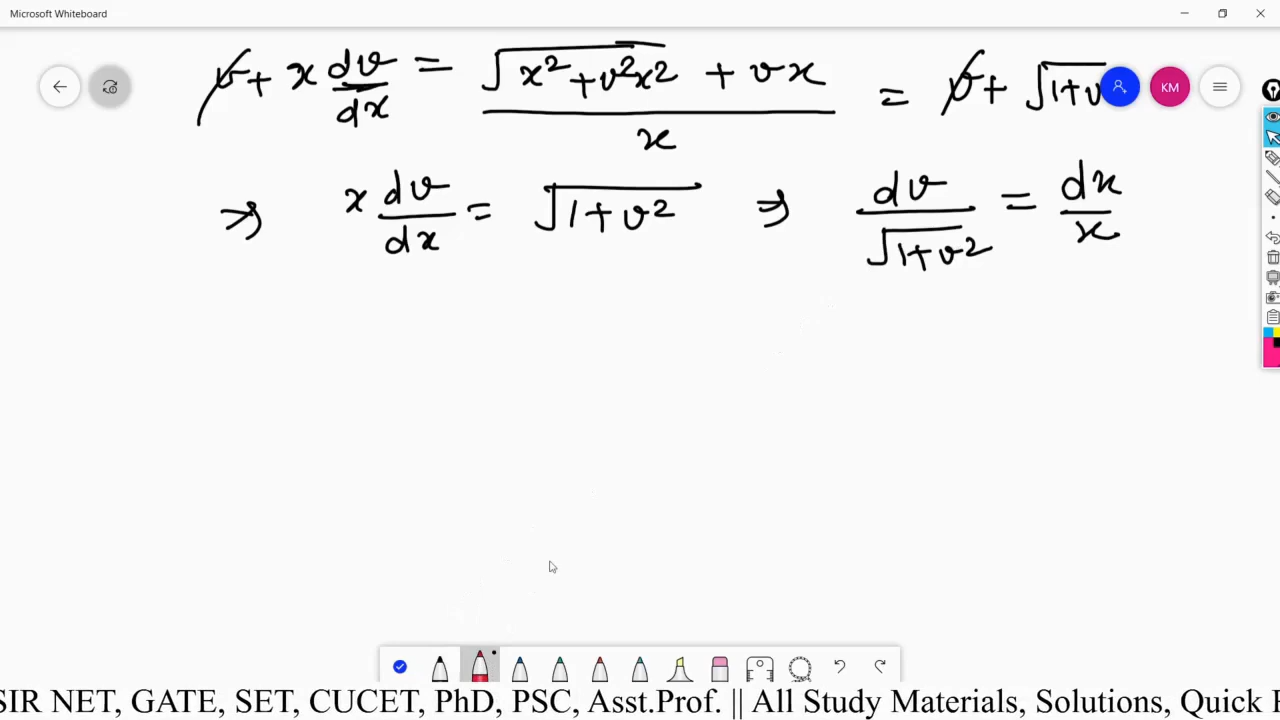 Microsoft Whiteboard
v + x dv/dx = (√(x² + v²x²) + vx)/x = v + √1+v
KM
⇒ x dv/dx = √(1+v²) ⇒ dv/√(1+v²) = dx/x
SIR NET, GATE, SET, CUCET, PhD, PSC, Asst.Prof. || All Study Materials, Solutions, Quick